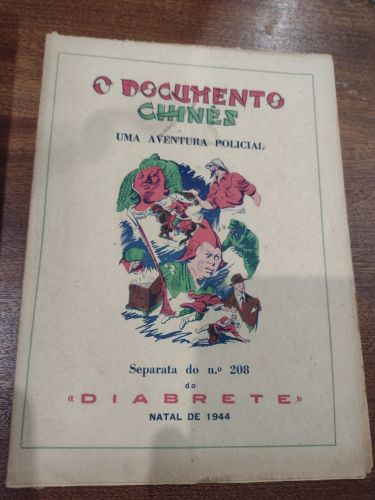 O DOCUMENTO
CHINÊS
UMA AVENTURA POLICIAL
Separata do n.º 208
do
«DIABRETE»
NATAL DE 1944